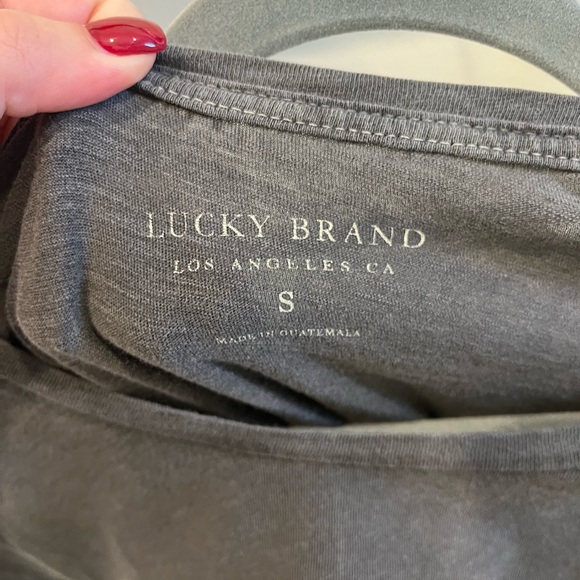 LUCKY BRAND
LOS ANGELES CA
S
MADE IN GUATEMALA